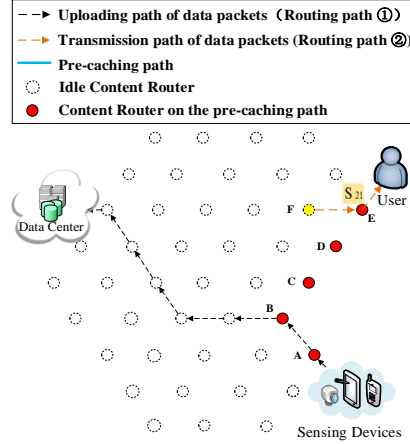 Uploading path of data packets（Routing path ①)
Transmission path of data packets (Routing path ②)
Pre-caching path
Idle Content Router
Content Router on the pre-caching path
S 21
User
F
E
Data Center
D
C
B
A
Sensing Devices